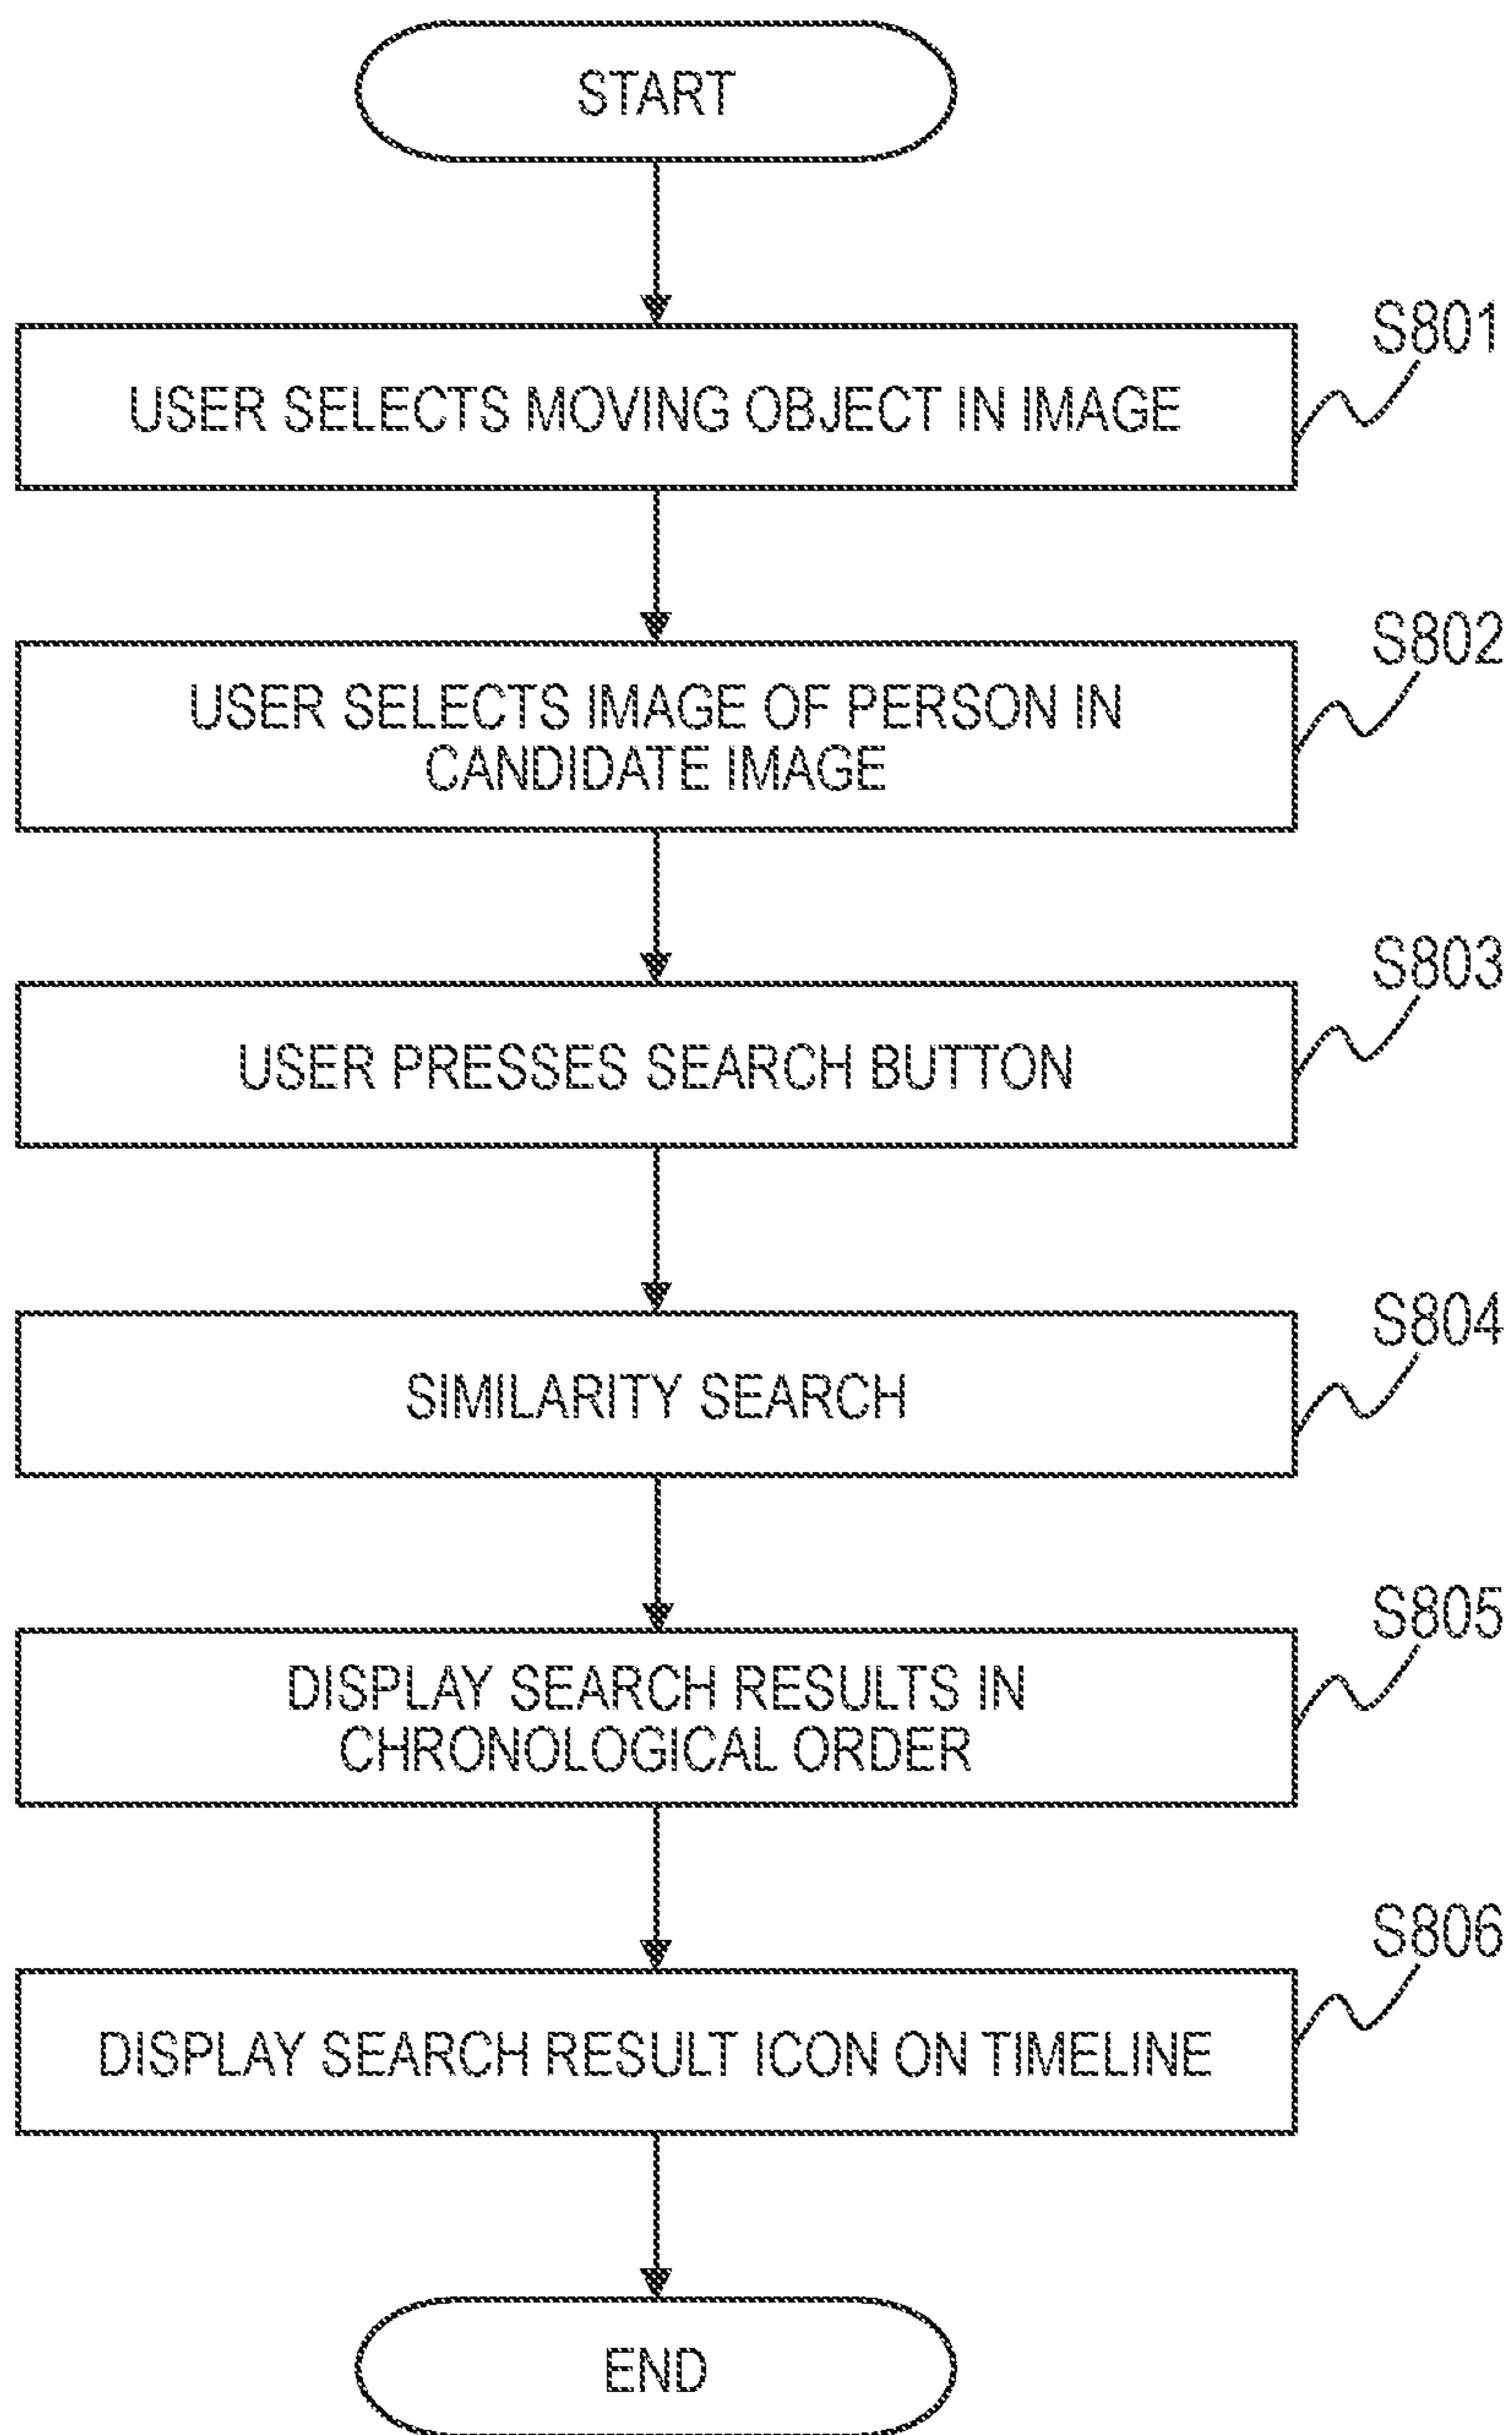 START
S801
USER SELECTS MOVING OBJECT IN IMAGE
S802
USER SELECTS IMAGE OF PERSON IN
CANDIDATE IMAGE
S803
USER PRESSES SEARCH BUTTON
S804
SIMILARITY SEARCH
S805
DISPLAY SEARCH RESULTS IN
CHRONOLOGICAL ORDER
S806
DISPLAY SEARCH RESULT ICON ON TIMELINE
END